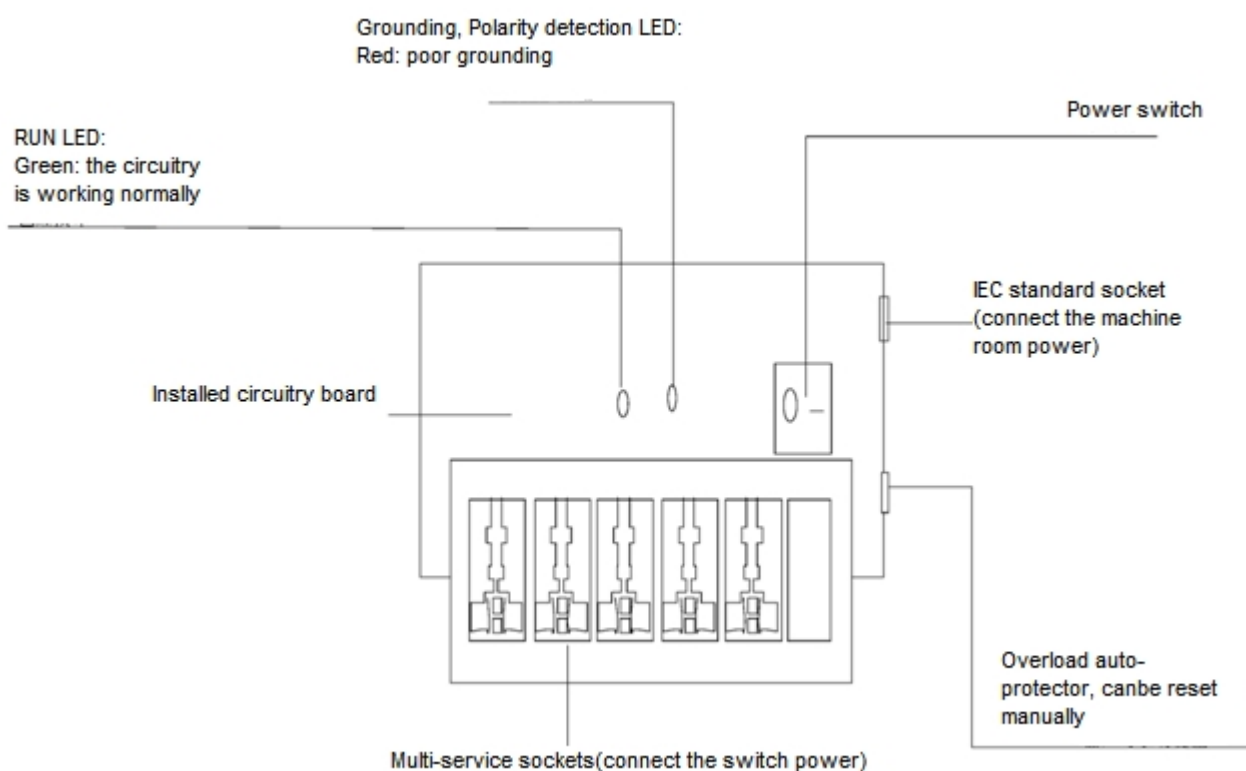 Grounding, Polarity detection LED:
Red: poor grounding
Power switch
RUN LED:
Green: the circuitry
is working normally
IEC standard socket
(connect the machine
room power)
Installed circuitry board
Overload auto-
protector, canbe reset
manually
Multi-service sockets(connect the switch power)